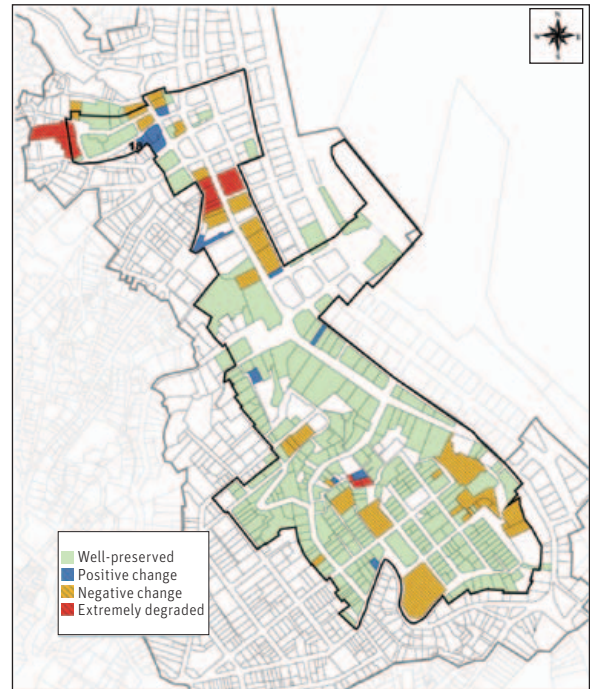 Well-preserved
Positive change
Negative change
Extremely degraded